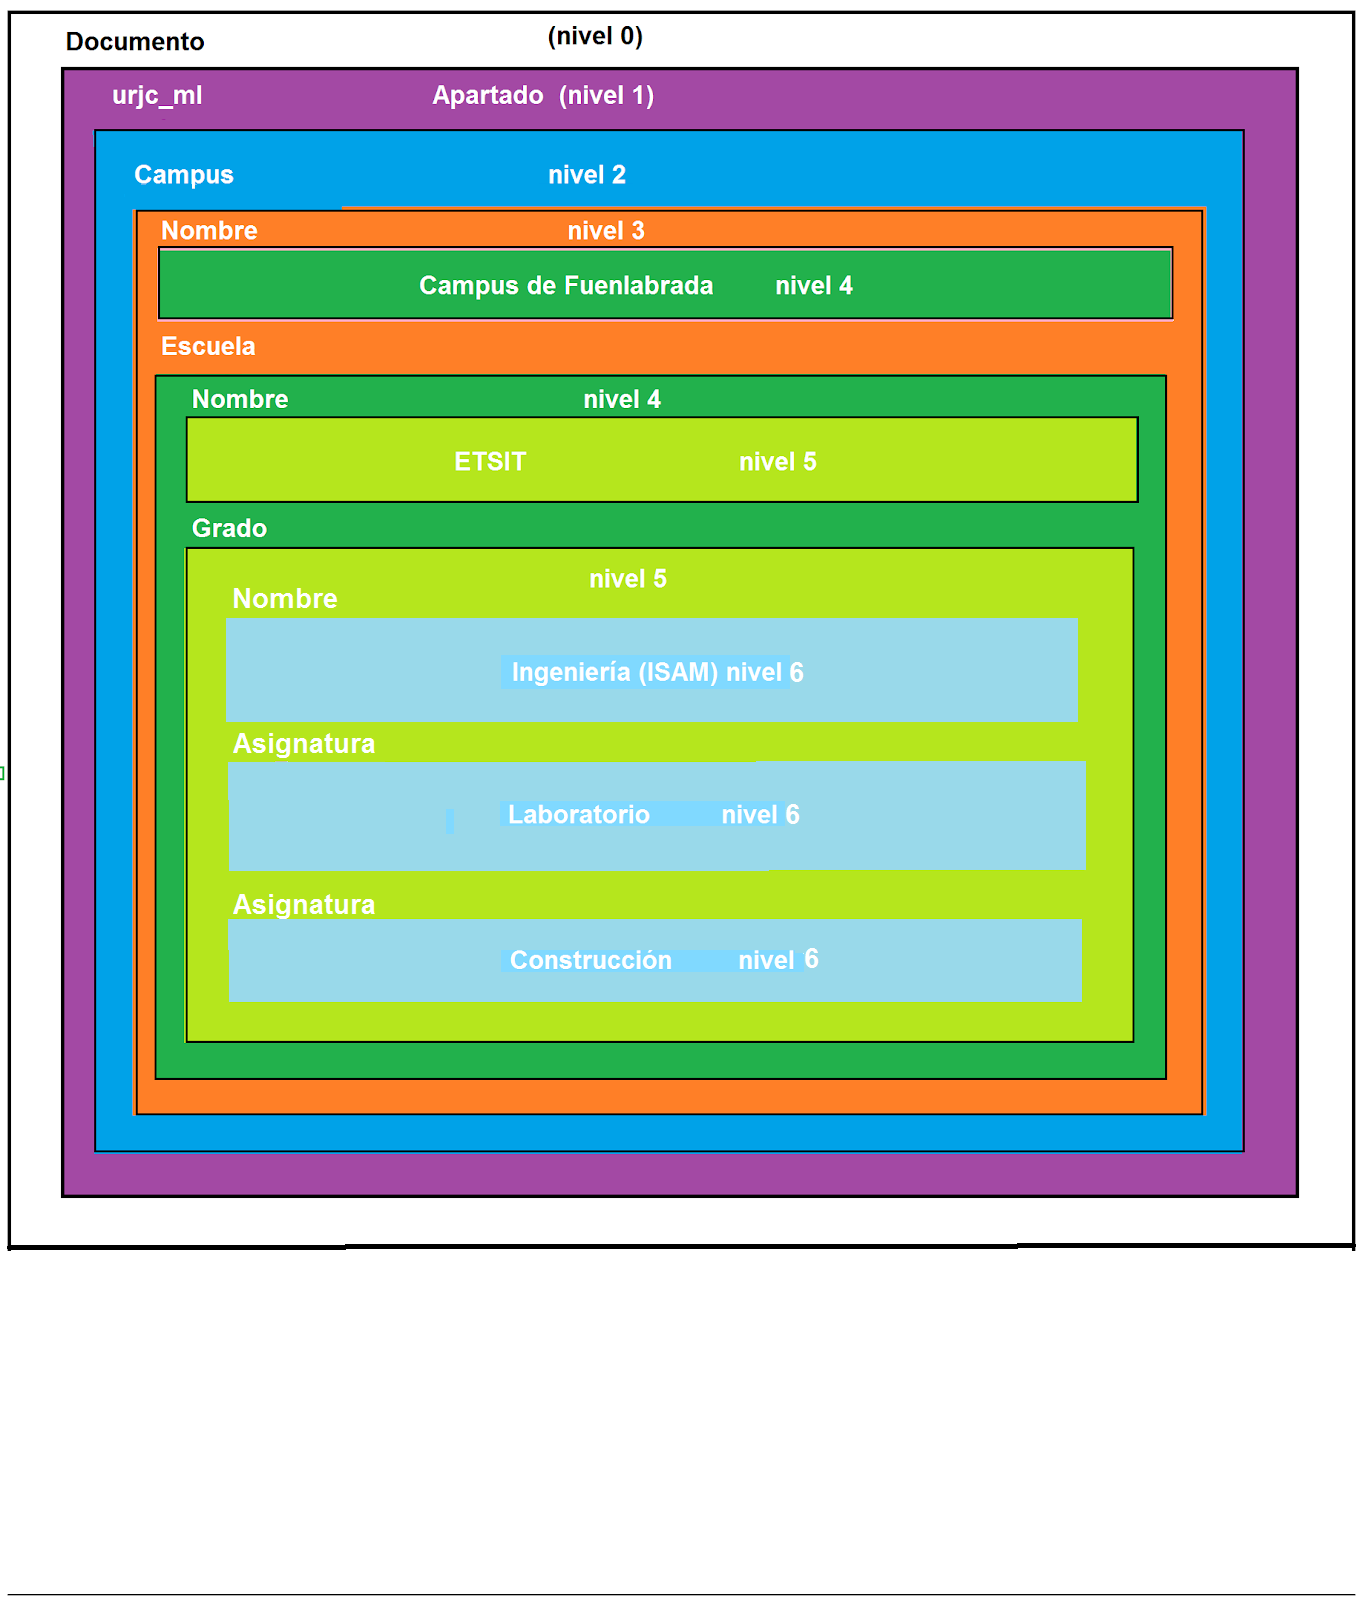 Documento (nivel 0)
urjc_ml Apartado (nivel 1)
Campus nivel 2
Nombre nivel 3
Campus de Fuenlabrada nivel 4
Escuela
Nombre nivel 4
ETSIT nivel 5
Grado
nivel 5
Nombre
Ingeniería (ISAM) nivel 6
Asignatura
Laboratorio nivel 6
Asignatura
Construcción nivel 6